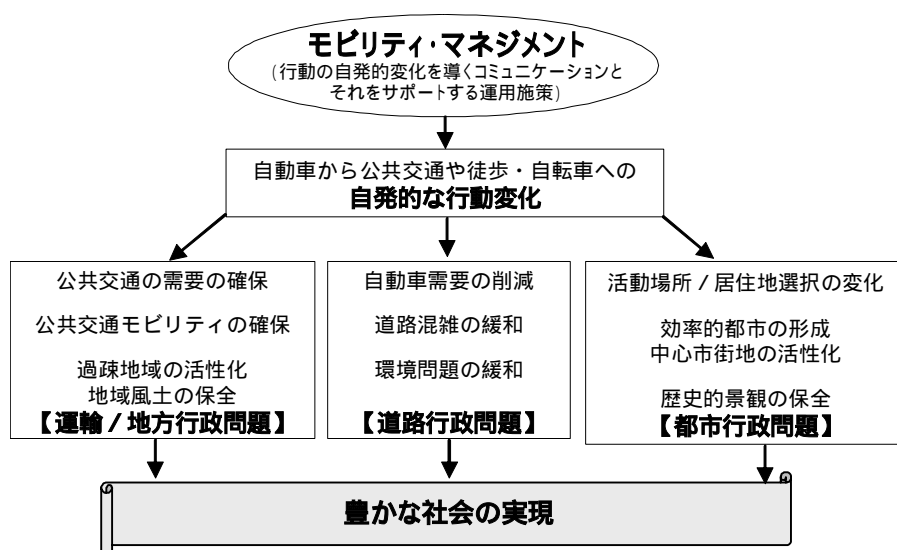 モビリティ・マネジメント
(行動の自発的変化を導くコミュニケーションと
それをサポートする運用施策)
自動車から公共交通や徒歩・自転車への
自発的な行動変化
公共交通の需要の確保
公共交通モビリティの確保
過疎地域の活性化
地域風土の保全
【運輸/地方行政問題】
自動車需要の削減
道路混雑の緩和
環境問題の緩和
【道路行政問題】
活動場所/居住地選択の変化
効率的都市の形成
中心市街地の活性化
歴史的景観の保全
【都市行政問題】
豊かな社会の実現